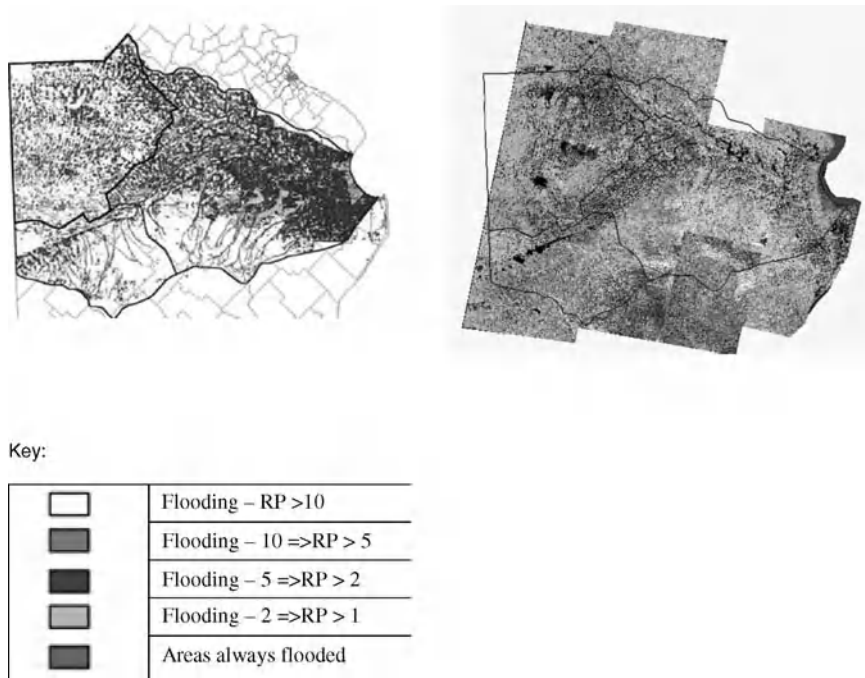 Key:
Flooding – RP >10
Flooding – 10 =>RP > 5
Flooding – 5 =>RP > 2
Flooding – 2 =>RP > 1
Areas always flooded